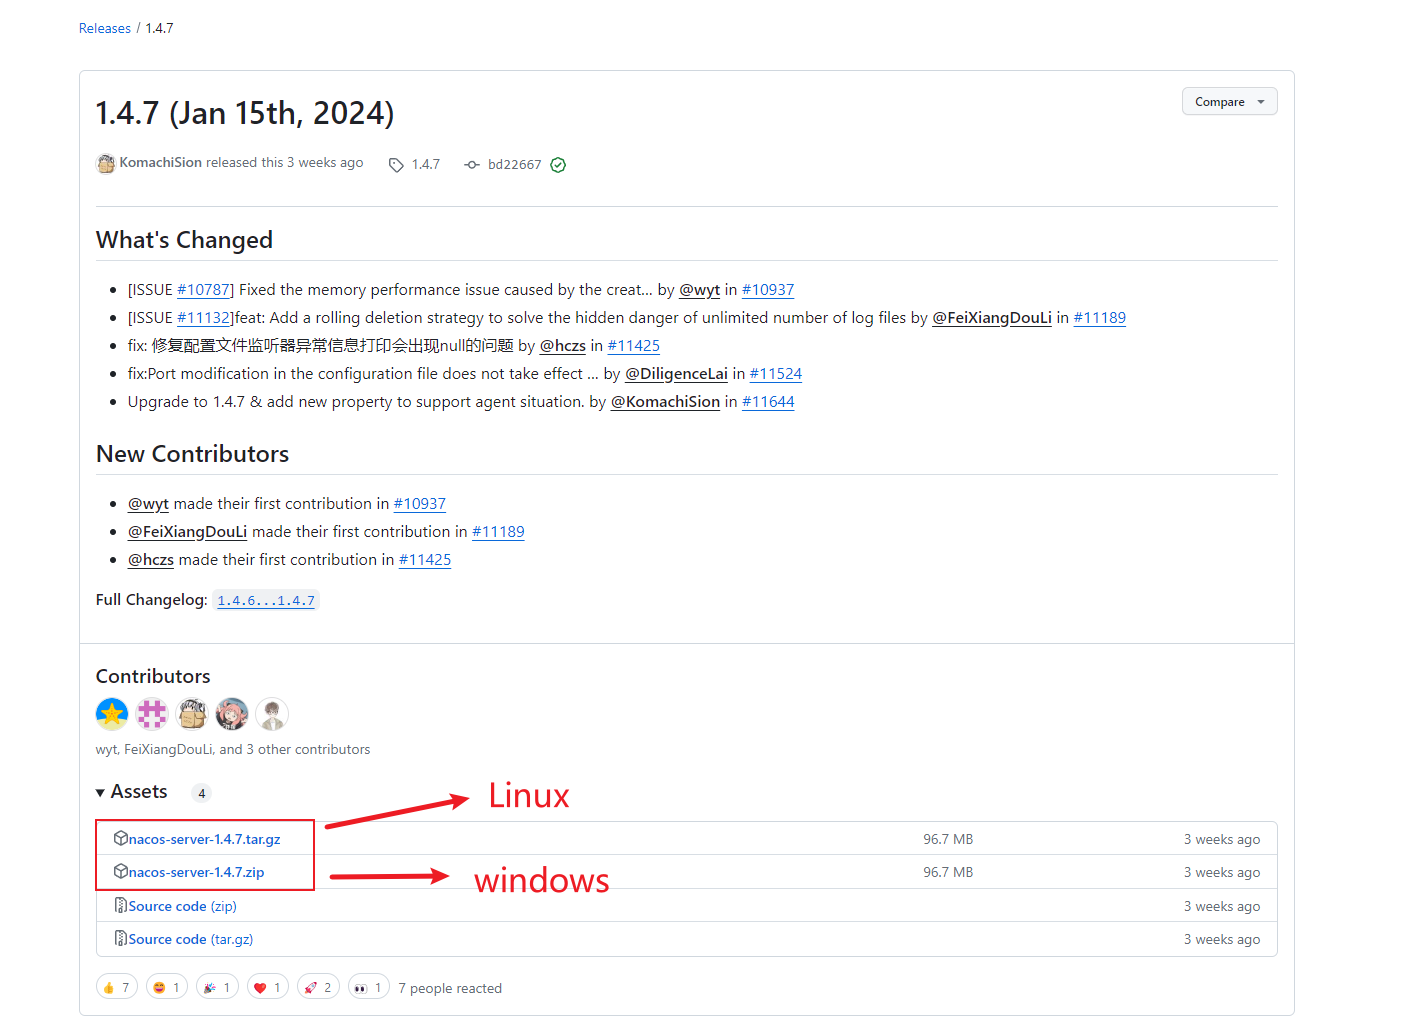 Releases / 1.4.7
1.4.7 (Jan 15th, 2024)
Compare
KomachiSion released this 3 weeks ago 1.4.7 bd22667
What's Changed
[ISSUE #10787] Fixed the memory performance issue caused by the creat... by @wyt in #10937
[ISSUE #11132]feat: Add a rolling deletion strategy to solve the hidden danger of unlimited number of log files by @FeiXiangDouLi in #11189
fix: 修复配置文件监听器异常信息打印会出现null的问题 by @hczs in #11425
fix:Port modification in the configuration file does not take effect ... by @DiligenceLai in #11524
Upgrade to 1.4.7 & add new property to support agent situation. by @KomachiSion in #11644
New Contributors
@wyt made their first contribution in #10937
@FeiXiangDouLi made their first contribution in #11189
@hczs made their first contribution in #11425
Full Changelog: 1.4.6...1.4.7
Contributors
wyt, FeiXiangDouLi, and 3 other contributors
Assets 4
Linux
nacos-server-1.4.7.tar.gz 96.7 MB 3 weeks ago
nacos-server-1.4.7.zip 96.7 MB 3 weeks ago
windows
Source code (zip) 3 weeks ago
Source code (tar.gz) 3 weeks ago
7 1 1 1 2 1 7 people reacted